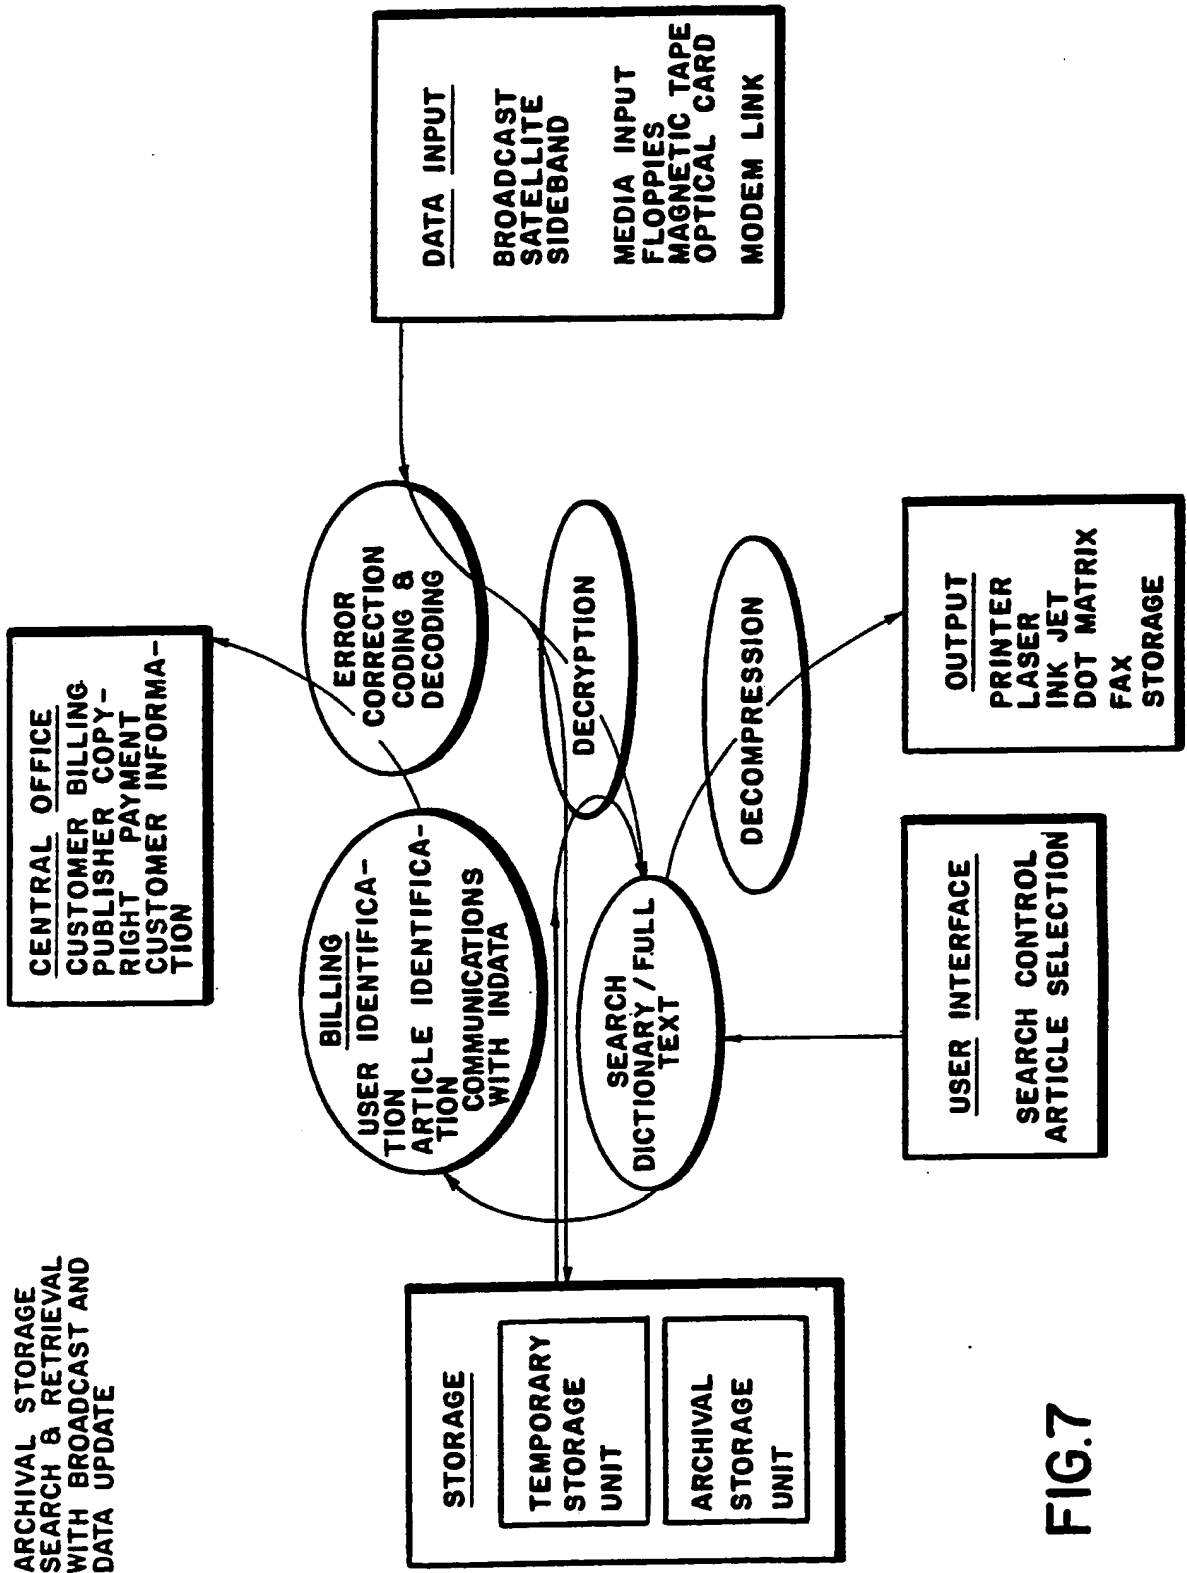 ARCHIVAL STORAGE
SEARCH & RETRIEVAL
WITH BROADCAST AND
DATA UPDATE
CENTRAL OFFICE
CUSTOMER BILLING
PUBLISHER COPY-
RIGHT PAYMENT
CUSTOMER INFORMA-
TION
BILLING
USER IDENTIFICA-
TION
ARTICLE IDENTIFICA-
TION
COMMUNICATIONS
WITH INDATA
ERROR
CORRECTION
CODING &
DECODING
DATA INPUT
BROADCAST
SATELLITE
SIDEBAND
MEDIA INPUT
FLOPPIES
MAGNETIC TAPE
OPTICAL CARD
MODEM LINK
STORAGE
TEMPORARY
STORAGE
UNIT
ARCHIVAL
STORAGE
UNIT
SEARCH
DICTIONARY/FULL
TEXT
DECRYPTION
DECOMPRESSION
USER INTERFACE
SEARCH CONTROL
ARTICLE SELECTION
OUTPUT
PRINTER
LASER
INK JET
DOT MATRIX
FAX
STORAGE
FIG.7